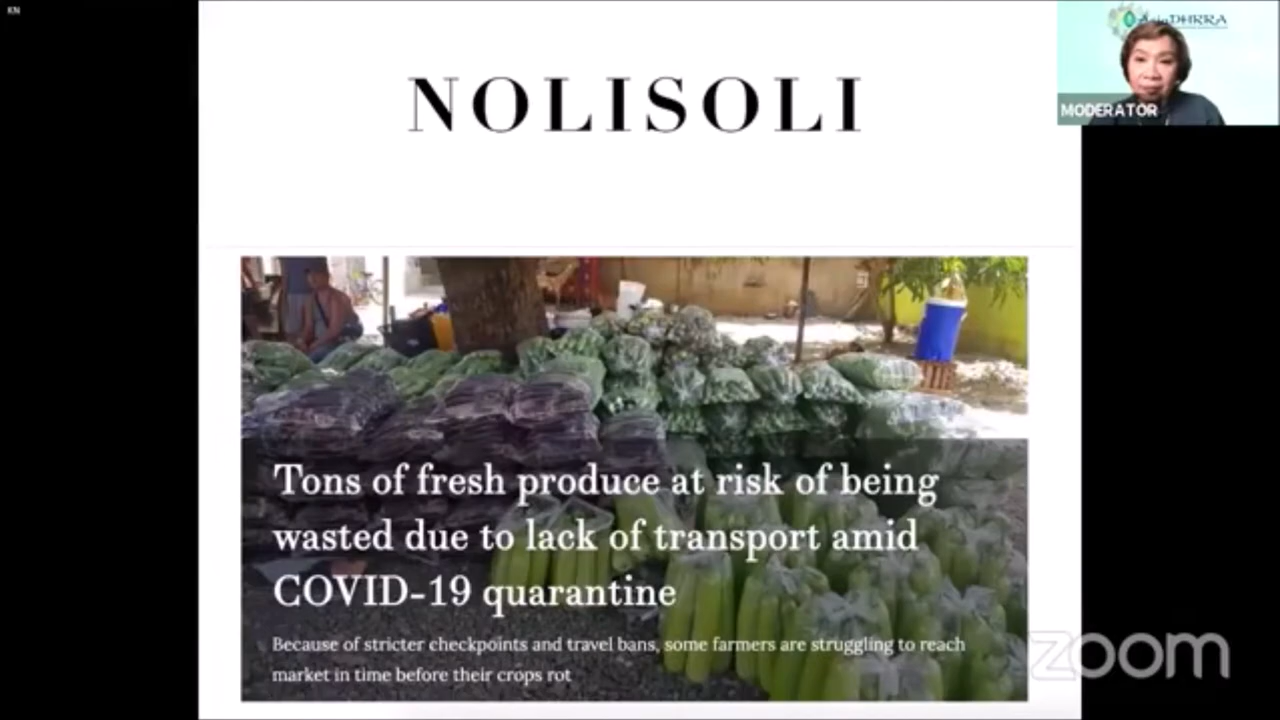 KN
AsiaDHRRA
MODERATOR
NOLISOLI
Tons of fresh produce at risk of being
wasted due to lack of transport amid
COVID-19 quarantine
Because of stricter checkpoints and travel bans, some farmers are struggling to reach
market in time before their crops rot
zoom